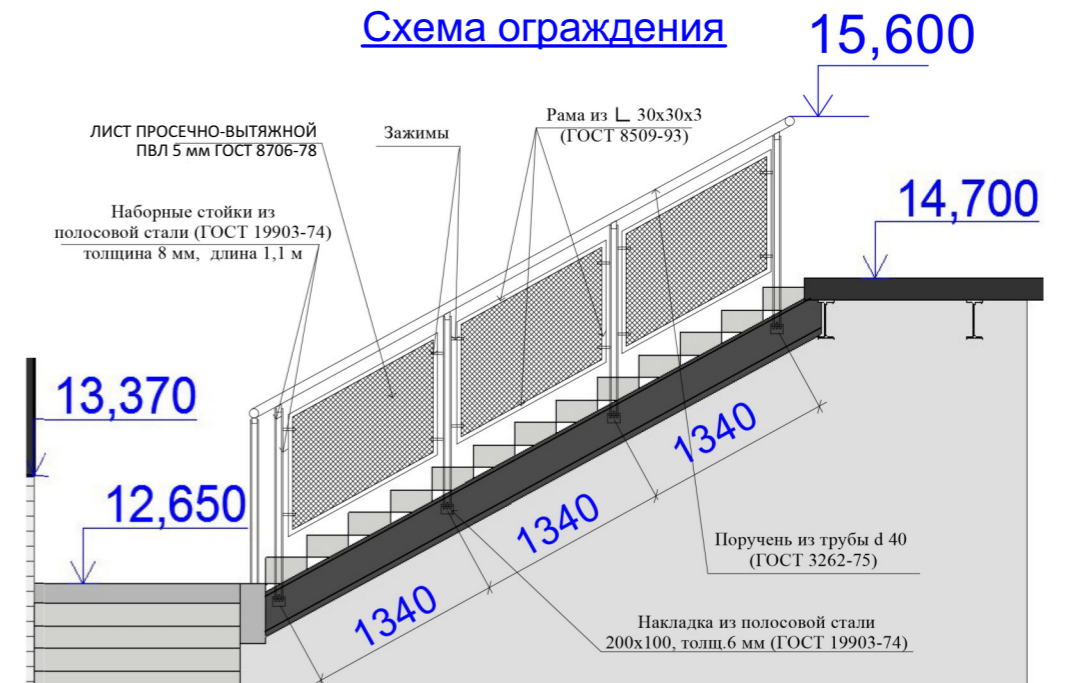 Схема ограждения
15,600
ЛИСТ ПРОСЕЧНО-ВЫТЯЖНОЙ
ПВЛ 5 мм ГОСТ 8706-78
Зажимы
Рама из L 30х30х3
(ГОСТ 8509-93)
14,700
Наборные стойки из
полосовой стали (ГОСТ 19903-74)
толщина 8 мм, длина 1,1 м
13,370
12,650
1340
1340
1340
Поручень из трубы d 40
(ГОСТ 3262-75)
Накладка из полосовой стали
200х100, толщ.6 мм (ГОСТ 19903-74)